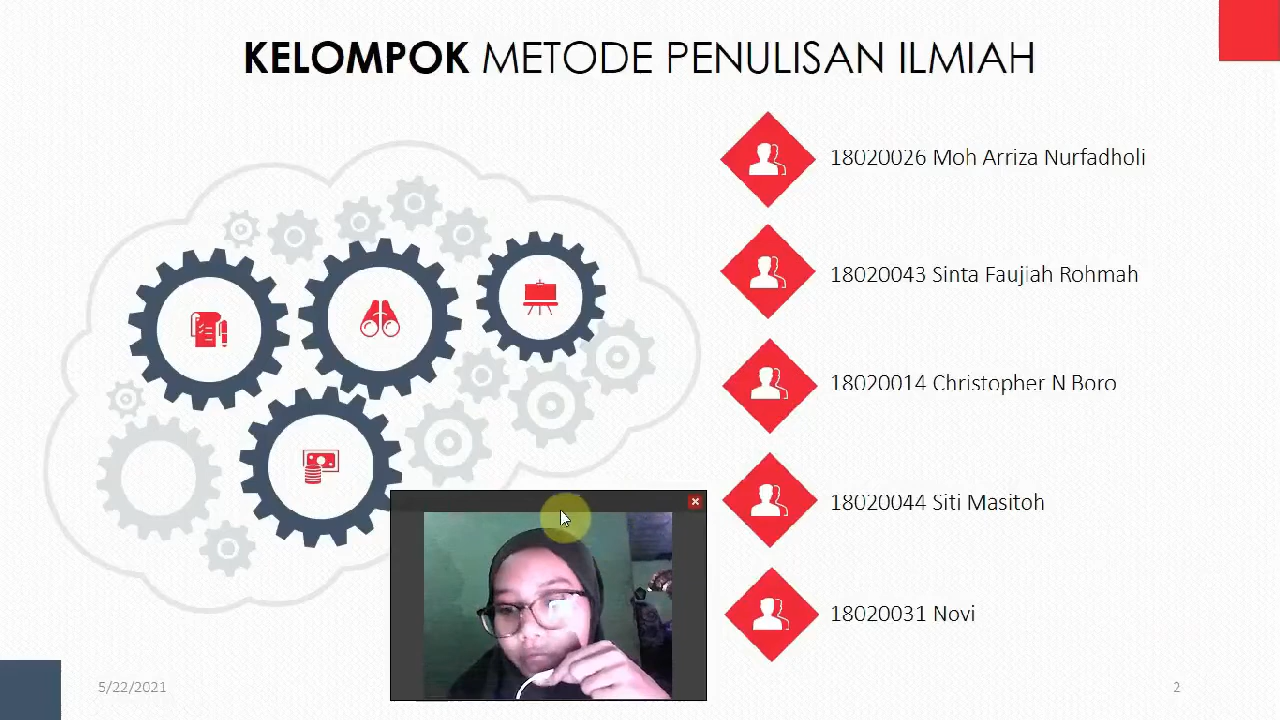 KELOMPOK METODE PENULISAN ILMIAH
18020026 Moh Arriza Nurfadholi
18020043 Sinta Faujiah Rohmah
18020014 Christopher N Boro
18020044 Siti Masitoh
18020031 Novi
5/22/2021
2